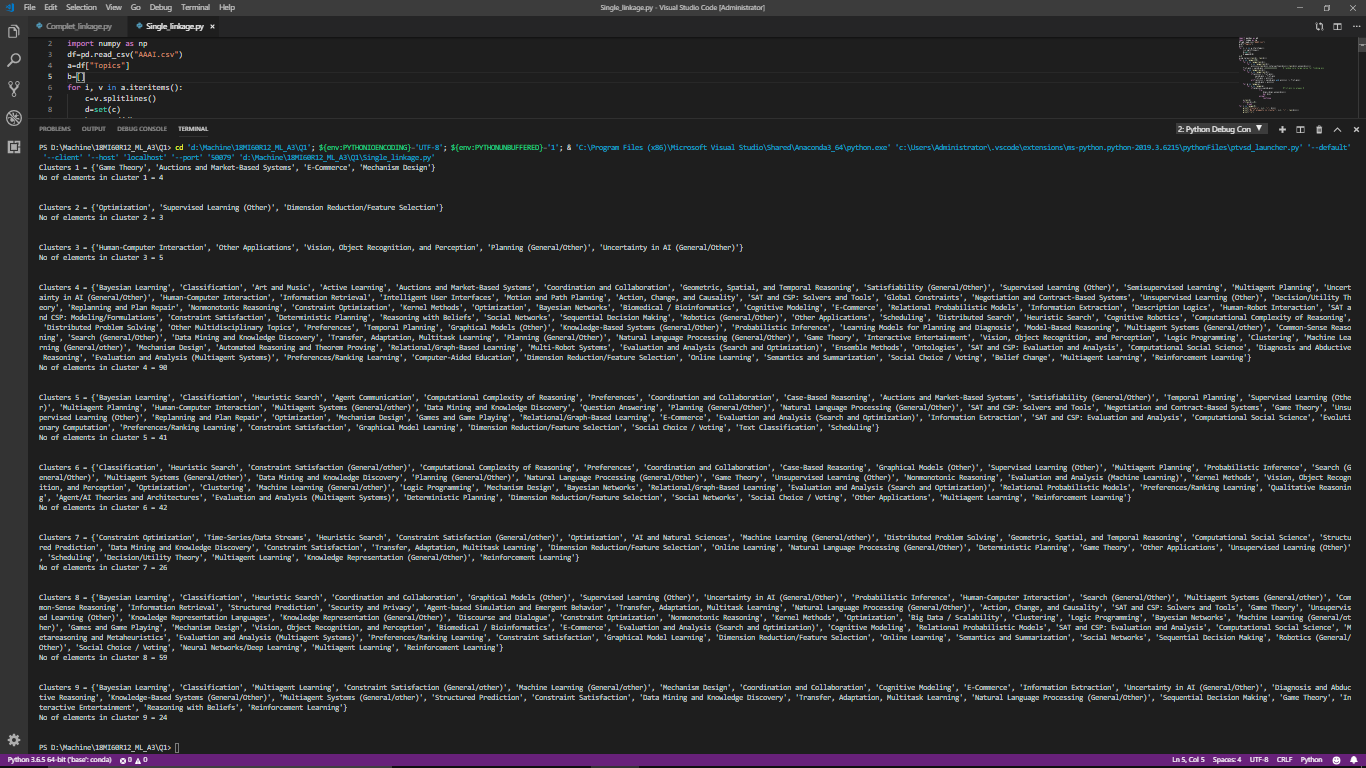 File Edit Selection View Go Debug Terminal Help
Single_linkage.py - Visual Studio Code [Administrator]
Complet_linkage.py
Single_linkage.py
2 import numpy as np
3 df=pd.read_csv("AAAI.csv")
4 a=df["Topics"]
5 b=[]
6 for i, v in a.iteritems():
7 c=v.splitlines()
8 d=set(c)
PROBLEMS OUTPUT DEBUG CONSOLE TERMINAL
2: Python Debug Con
PS D:\Machine\18MI60R12_ML_A3\Q1> cd 'd:\Machine\18MI60R12_ML_A3\Q1'; ${env:PYTHONIOENCODING}='UTF-8'; ${env:PYTHONUNBUFFERED}='1'; & 'C:\Program Files (x86)\Microsoft Visual Studio\Shared\Anaconda3_64\python.exe' 'c:\Users\Administrator\.vscode\extensions\ms-python.python-2019.3.6215\pythonFiles\ptvsd_launcher.py' '--default'
'--client' '--host' 'localhost' '--port' '50079' 'd:\Machine\18MI60R12_ML_A3\Q1\Single_linkage.py'
Clusters 1 = {'Game Theory', 'Auctions and Market-Based Systems', 'E-Commerce', 'Mechanism Design'}
No of elements in cluster 1 = 4
Clusters 2 = {'Optimization', 'Supervised Learning (Other)', 'Dimension Reduction/Feature Selection'}
No of elements in cluster 2 = 3
Clusters 3 = {'Human-Computer Interaction', 'Other Applications', 'Vision, Object Recognition, and Perception', 'Planning (General/Other)', 'Uncertainty in AI (General/Other)'}
No of elements in cluster 3 = 5
Clusters 4 = {'Bayesian Learning', 'Classification', 'Art and Music', 'Active Learning', 'Auctions and Market-Based Systems', 'Coordination and Collaboration', 'Geometric, Spatial, and Temporal Reasoning', 'Satisfiability (General/Other)', 'Supervised Learning (Other)', 'Semisupervised Learning', 'Multiagent Planning', 'Uncert
ainty in AI (General/Other)', 'Human-Computer Interaction', 'Information Retrieval', 'Intelligent User Interfaces', 'Motion and Path Planning', 'Action, Change, and Causality', 'SAT and CSP: Solvers and Tools', 'Global Constraints', 'Negotiation and Contract-Based Systems', 'Unsupervised Learning (Other)', 'Decision/Utility Th
eory', 'Replanning and Plan Repair', 'Nonmonotonic Reasoning', 'Constraint Optimization', 'Kernel Methods', 'Optimization', 'Bayesian Networks', 'Biomedical / Bioinformatics', 'Cognitive Modeling', 'E-Commerce', 'Relational Probabilistic Models', 'Information Extraction', 'Description Logics', 'Human-Robot Interaction', 'SAT a
nd CSP: Modeling/Formulations', 'Constraint Satisfaction', 'Deterministic Planning', 'Reasoning with Beliefs', 'Social Networks', 'Sequential Decision Making', 'Robotics (General/Other)', 'Other Applications', 'Scheduling', 'Distributed Search', 'Heuristic Search', 'Cognitive Robotics', 'Computational Complexity of Reasoning',
'Distributed Problem Solving', 'Other Multidisciplinary Topics', 'Preferences', 'Temporal Planning', 'Graphical Models (Other)', 'Knowledge-Based Systems (General/Other)', 'Probabilistic Inference', 'Learning Models for Planning and Diagnosis', 'Model-Based Reasoning', 'Multiagent Systems (General/other)', 'Common-Sense Reaso
ning', 'Search (General/Other)', 'Data Mining and Knowledge Discovery', 'Transfer, Adaptation, Multitask Learning', 'Planning (General/Other)', 'Natural Language Processing (General/Other)', 'Game Theory', 'Interactive Entertainment', 'Vision, Object Recognition, and Perception', 'Logic Programming', 'Clustering', 'Machine Lea
rning (General/other)', 'Mechanism Design', 'Automated Reasoning and Theorem Proving', 'Relational/Graph-Based Learning', 'Multi-Robot Systems', 'Evaluation and Analysis (Search and Optimization)', 'Ensemble Methods', 'Ontologies', 'SAT and CSP: Evaluation and Analysis', 'Computational Social Science', 'Diagnosis and Abductive
Reasoning', 'Evaluation and Analysis (Multiagent Systems)', 'Preferences/Ranking Learning', 'Computer-Aided Education', 'Dimension Reduction/Feature Selection', 'Online Learning', 'Semantics and Summarization', 'Social Choice / Voting', 'Belief Change', 'Multiagent Learning', 'Reinforcement Learning'}
No of elements in cluster 4 = 90
Clusters 5 = {'Bayesian Learning', 'Classification', 'Heuristic Search', 'Agent Communication', 'Computational Complexity of Reasoning', 'Preferences', 'Coordination and Collaboration', 'Case-Based Reasoning', 'Auctions and Market-Based Systems', 'Satisfiability (General/Other)', 'Temporal Planning', 'Supervised Learning (Othe
r)', 'Multiagent Planning', 'Human-Computer Interaction', 'Multiagent Systems (General/other)', 'Data Mining and Knowledge Discovery', 'Question Answering', 'Planning (General/Other)', 'Natural Language Processing (General/Other)', 'SAT and CSP: Solvers and Tools', 'Negotiation and Contract-Based Systems', 'Game Theory', 'Unsu
pervised Learning (Other)', 'Replanning and Plan Repair', 'Optimization', 'Mechanism Design', 'Games and Game Playing', 'Relational/Graph-Based Learning', 'E-Commerce', 'Evaluation and Analysis (Search and Optimization)', 'Information Extraction', 'SAT and CSP: Evaluation and Analysis', 'Computational Social Science', 'Evoluti
onary Computation', 'Preferences/Ranking Learning', 'Constraint Satisfaction', 'Graphical Model Learning', 'Dimension Reduction/Feature Selection', 'Social Choice / Voting', 'Text Classification', 'Scheduling'}
No of elements in cluster 5 = 41
Clusters 6 = {'Classification', 'Heuristic Search', 'Constraint Satisfaction (General/other)', 'Computational Complexity of Reasoning', 'Preferences', 'Coordination and Collaboration', 'Case-Based Reasoning', 'Graphical Models (Other)', 'Supervised Learning (Other)', 'Multiagent Planning', 'Probabilistic Inference', 'Search (G
eneral/Other)', 'Multiagent Systems (General/other)', 'Data Mining and Knowledge Discovery', 'Planning (General/Other)', 'Natural Language Processing (General/Other)', 'Game Theory', 'Unsupervised Learning (Other)', 'Nonmonotonic Reasoning', 'Evaluation and Analysis (Machine Learning)', 'Kernel Methods', 'Vision, Object Recogn
ition, and Perception', 'Optimization', 'Clustering', 'Machine Learning (General/other)', 'Logic Programming', 'Mechanism Design', 'Bayesian Networks', 'Relational/Graph-Based Learning', 'Evaluation and Analysis (Search and Optimization)', 'Relational Probabilistic Models', 'Preferences/Ranking Learning', 'Qualitative Reasonin
g', 'Agent/AI Theories and Architectures', 'Evaluation and Analysis (Multiagent Systems)', 'Deterministic Planning', 'Dimension Reduction/Feature Selection', 'Social Networks', 'Social Choice / Voting', 'Other Applications', 'Multiagent Learning', 'Reinforcement Learning'}
No of elements in cluster 6 = 42
Clusters 7 = {'Constraint Optimization', 'Time-Series/Data Streams', 'Heuristic Search', 'Constraint Satisfaction (General/other)', 'Optimization', 'AI and Natural Sciences', 'Machine Learning (General/other)', 'Distributed Problem Solving', 'Geometric, Spatial, and Temporal Reasoning', 'Computational Social Science', 'Structu
red Prediction', 'Data Mining and Knowledge Discovery', 'Constraint Satisfaction', 'Transfer, Adaptation, Multitask Learning', 'Dimension Reduction/Feature Selection', 'Online Learning', 'Natural Language Processing (General/Other)', 'Deterministic Planning', 'Game Theory', 'Other Applications', 'Unsupervised Learning (Other)'
, 'Scheduling', 'Decision/Utility Theory', 'Multiagent Learning', 'Knowledge Representation (General/Other)', 'Reinforcement Learning'}
No of elements in cluster 7 = 26
Clusters 8 = {'Bayesian Learning', 'Classification', 'Heuristic Search', 'Coordination and Collaboration', 'Graphical Models (Other)', 'Supervised Learning (Other)', 'Uncertainty in AI (General/Other)', 'Probabilistic Inference', 'Human-Computer Interaction', 'Search (General/Other)', 'Multiagent Systems (General/other)', 'Com
mon-Sense Reasoning', 'Information Retrieval', 'Structured Prediction', 'Security and Privacy', 'Agent-based Simulation and Emergent Behavior', 'Transfer, Adaptation, Multitask Learning', 'Natural Language Processing (General/Other)', 'Action, Change, and Causality', 'SAT and CSP: Solvers and Tools', 'Game Theory', 'Unsupervis
ed Learning (Other)', 'Knowledge Representation Languages', 'Knowledge Representation (General/Other)', 'Discourse and Dialogue', 'Constraint Optimization', 'Nonmonotonic Reasoning', 'Kernel Methods', 'Optimization', 'Big Data / Scalability', 'Clustering', 'Logic Programming', 'Bayesian Networks', 'Machine Learning (General/ot
her)', 'Games and Game Playing', 'Mechanism Design', 'Vision, Object Recognition, and Perception', 'Biomedical / Bioinformatics', 'E-Commerce', 'Evaluation and Analysis (Search and Optimization)', 'Cognitive Modeling', 'Relational Probabilistic Models', 'SAT and CSP: Evaluation and Analysis', 'Computational Social Science', 'M
etareasoning and Metaheuristics', 'Evaluation and Analysis (Multiagent Systems)', 'Preferences/Ranking Learning', 'Constraint Satisfaction', 'Graphical Model Learning', 'Dimension Reduction/Feature Selection', 'Online Learning', 'Semantics and Summarization', 'Social Networks', 'Sequential Decision Making', 'Robotics (General/
Other)', 'Social Choice / Voting', 'Neural Networks/Deep Learning', 'Multiagent Learning', 'Reinforcement Learning'}
No of elements in cluster 8 = 59
Clusters 9 = {'Bayesian Learning', 'Classification', 'Multiagent Learning', 'Constraint Satisfaction (General/other)', 'Machine Learning (General/other)', 'Mechanism Design', 'Coordination and Collaboration', 'Cognitive Modeling', 'E-Commerce', 'Information Extraction', 'Uncertainty in AI (General/Other)', 'Diagnosis and Abduc
tive Reasoning', 'Knowledge-Based Systems (General/Other)', 'Multiagent Systems (General/other)', 'Structured Prediction', 'Constraint Satisfaction', 'Data Mining and Knowledge Discovery', 'Transfer, Adaptation, Multitask Learning', 'Natural Language Processing (General/Other)', 'Sequential Decision Making', 'Game Theory', 'In
teractive Entertainment', 'Reasoning with Beliefs', 'Reinforcement Learning'}
No of elements in cluster 9 = 24
PS D:\Machine\18MI60R12_ML_A3\Q1>
Python 3.6.5 64-bit ('base': conda) 0 0 Ln 5, Col 5 Spaces: 4 UTF-8 CRLF Python